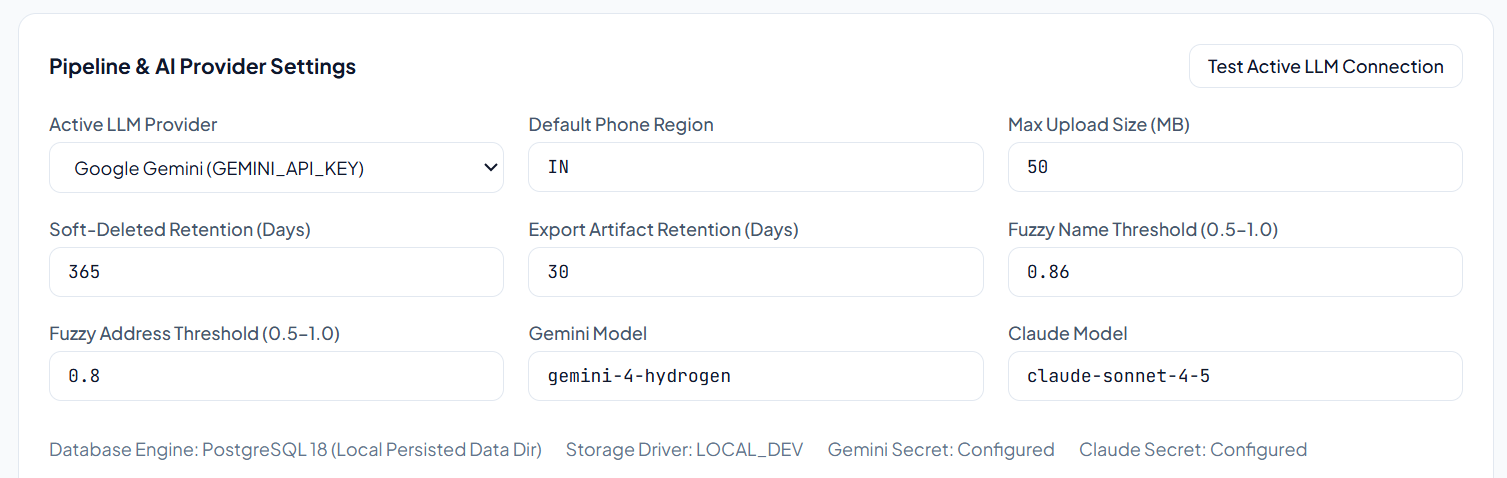 Pipeline & AI Provider Settings
Test Active LLM Connection
Active LLM Provider
Default Phone Region
Max Upload Size (MB)
Google Gemini (GEMINI_API_KEY)
IN
50
Soft-Deleted Retention (Days)
Export Artifact Retention (Days)
Fuzzy Name Threshold (0.5–1.0)
365
30
0.86
Fuzzy Address Threshold (0.5–1.0)
Gemini Model
Claude Model
0.8
gemini-4-hydrogen
claude-sonnet-4-5
Database Engine: PostgreSQL 18 (Local Persisted Data Dir)
Storage Driver: LOCAL_DEV
Gemini Secret: Configured
Claude Secret: Configured